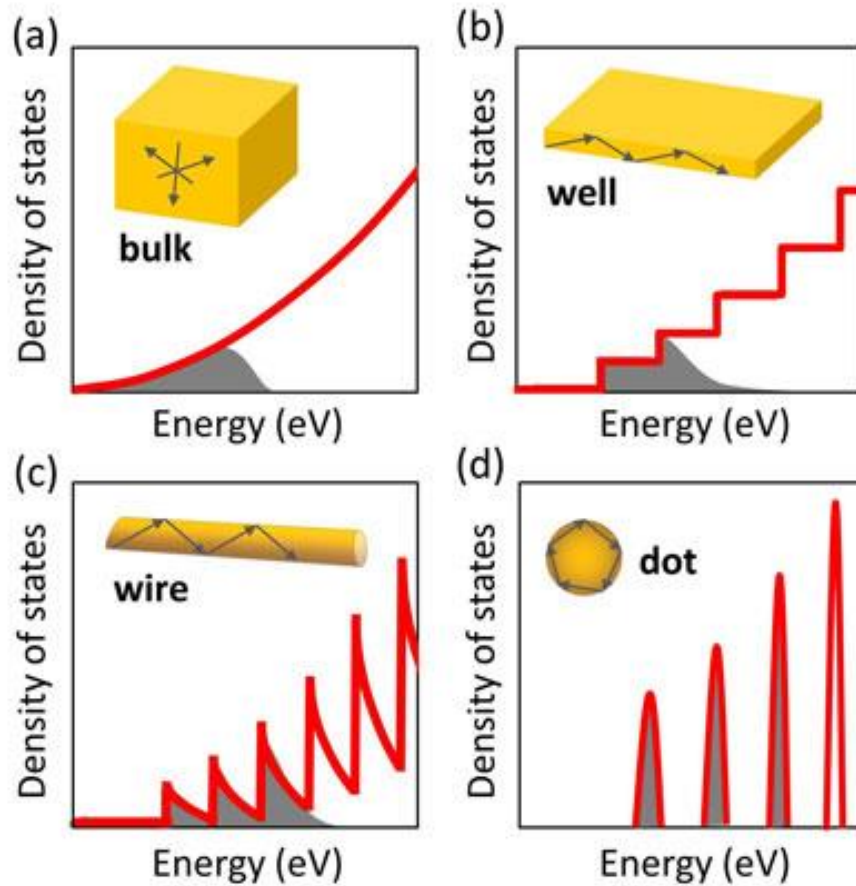 (a)
Density of states
bulk
Energy (eV)
(b)
Density of states
well
Energy (eV)
(c)
Density of states
wire
Energy (eV)
(d)
Density of states
dot
Energy (eV)